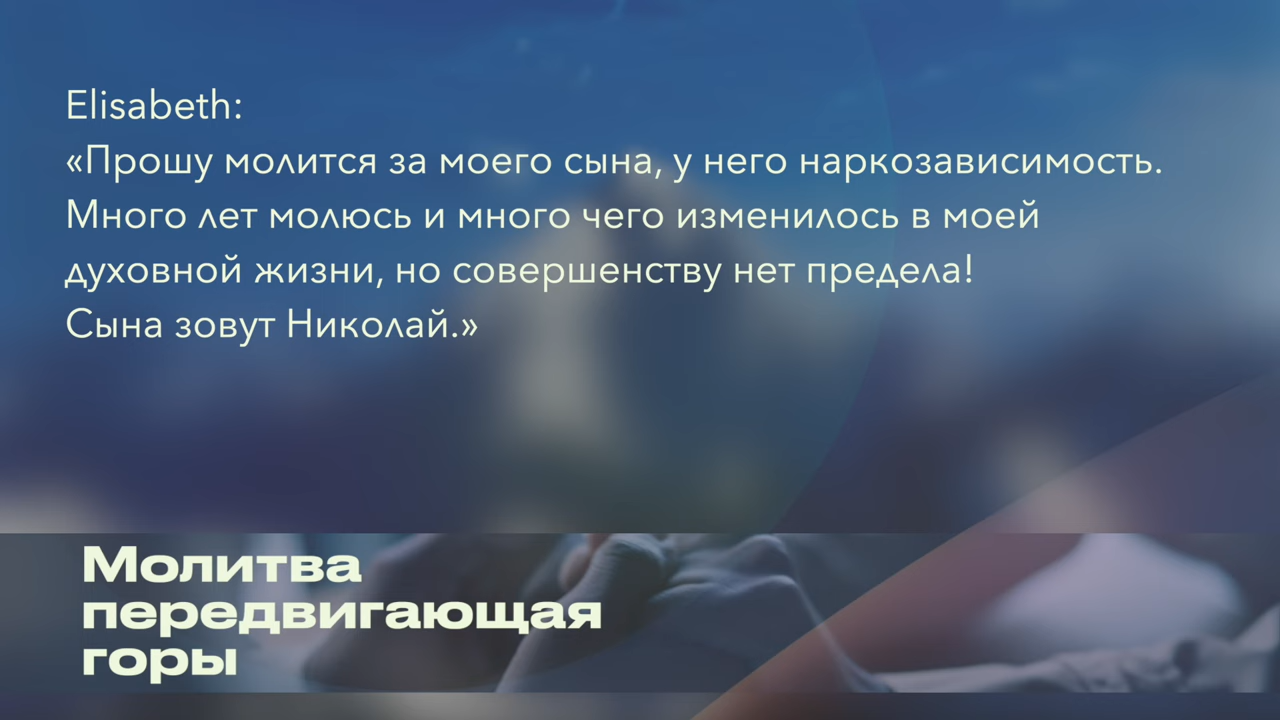 Elisabeth:
«Прошу молится за моего сына, у него наркозависимость.
Много лет молюсь и много чего изменилось в моей
духовной жизни, но совершенству нет предела!
Сына зовут Николай.»
Молитва
передвигающая
горы